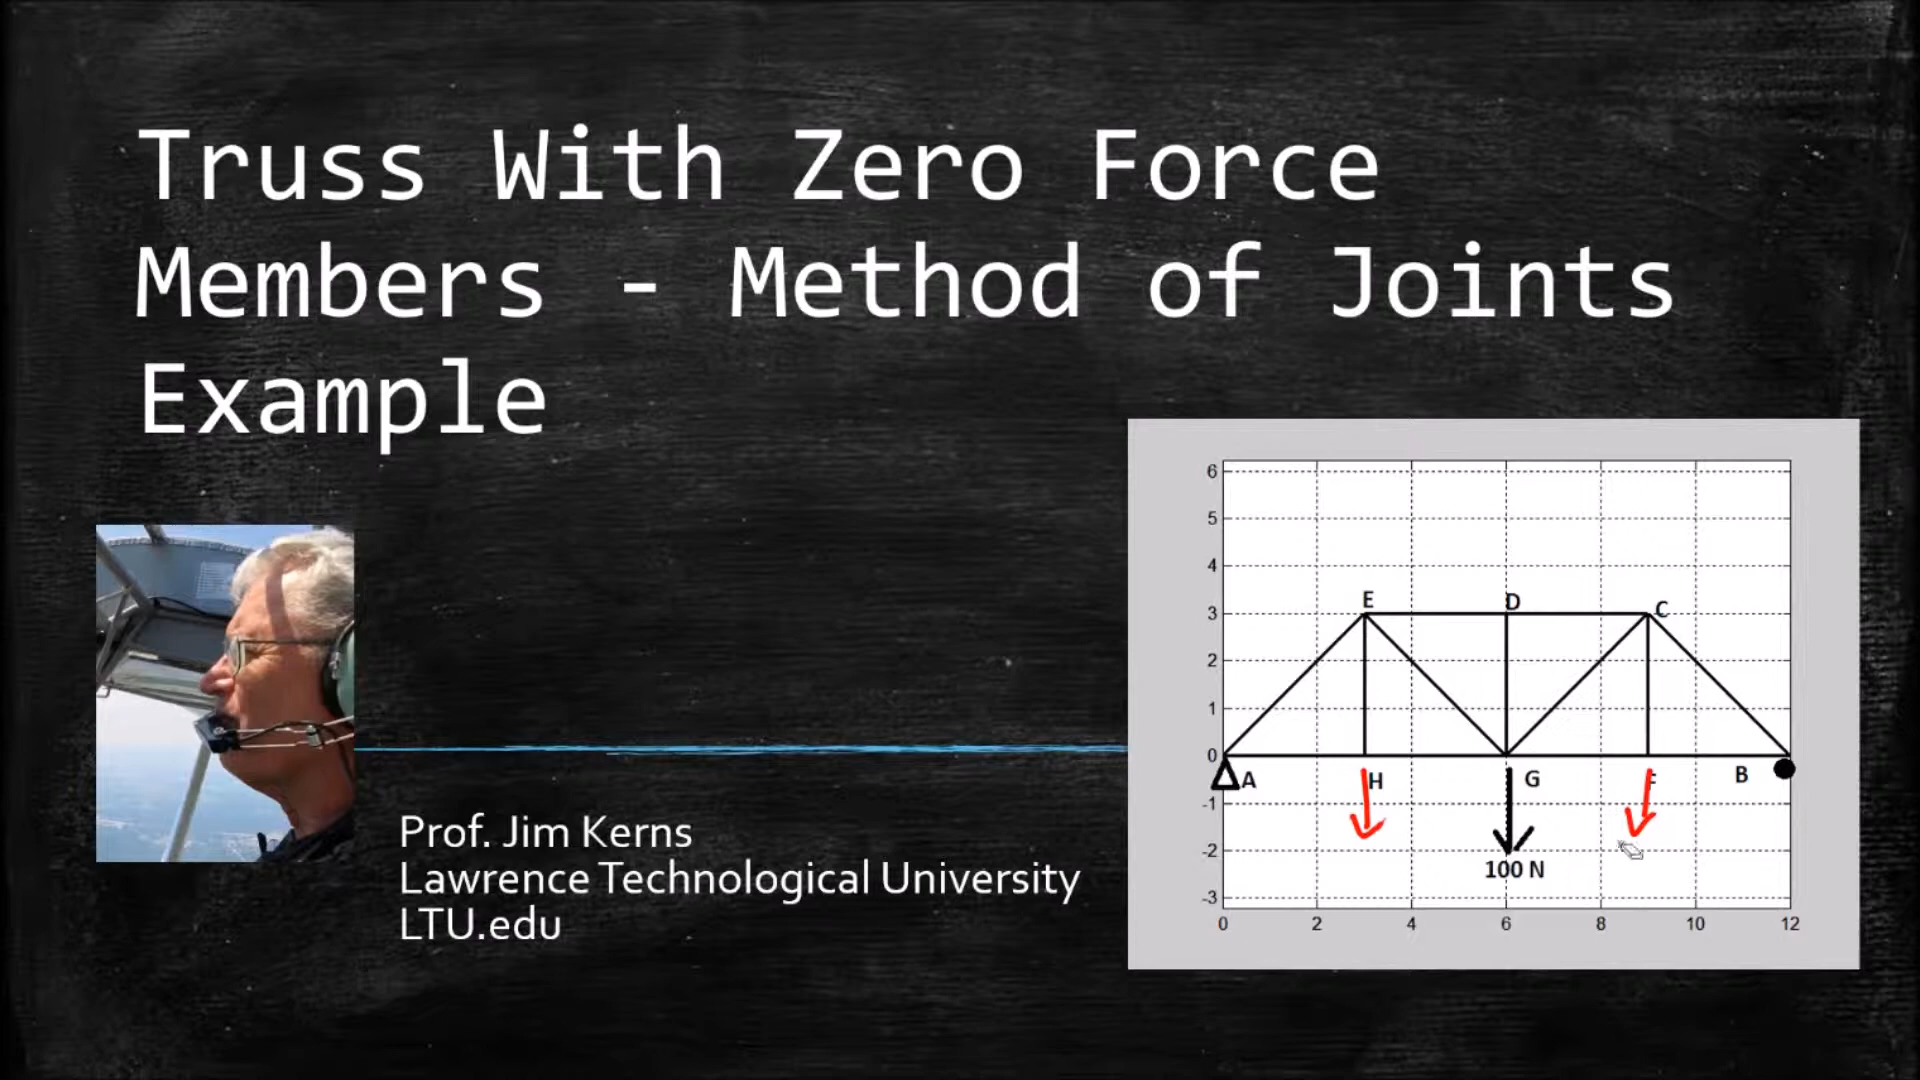 Truss With Zero Force
Members - Method of Joints
Example
Prof. Jim Kerns
Lawrence Technological University
LTU.edu
6
5
4
3
2
1
0
-1
-2
-3
E
D
C
A
H
G
F
B
100 N
0
2
4
6
8
10
12